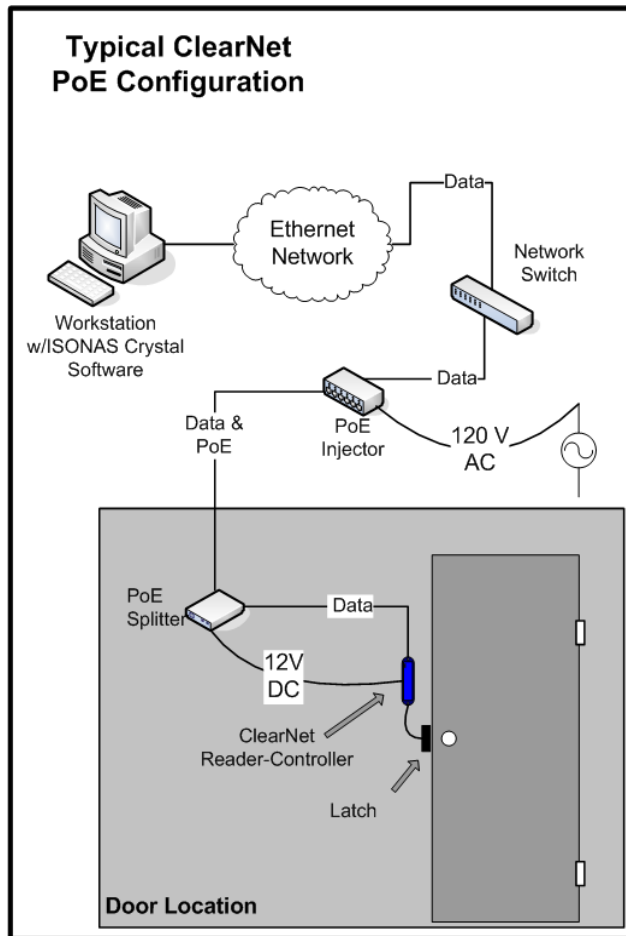 Typical ClearNet
PoE Configuration
Data
Ethernet
Network
Network
Switch
Workstation
w/ISONAS Crystal
Software
Data
Data &
PoE
PoE
Injector
120 V
AC
PoE
Splitter
Data
12V
DC
ClearNet
Reader-Controller
Latch
Door Location